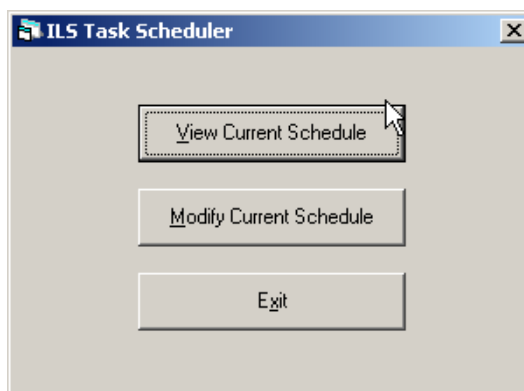 ILS Task Scheduler
View Current Schedule
Modify Current Schedule
Exit